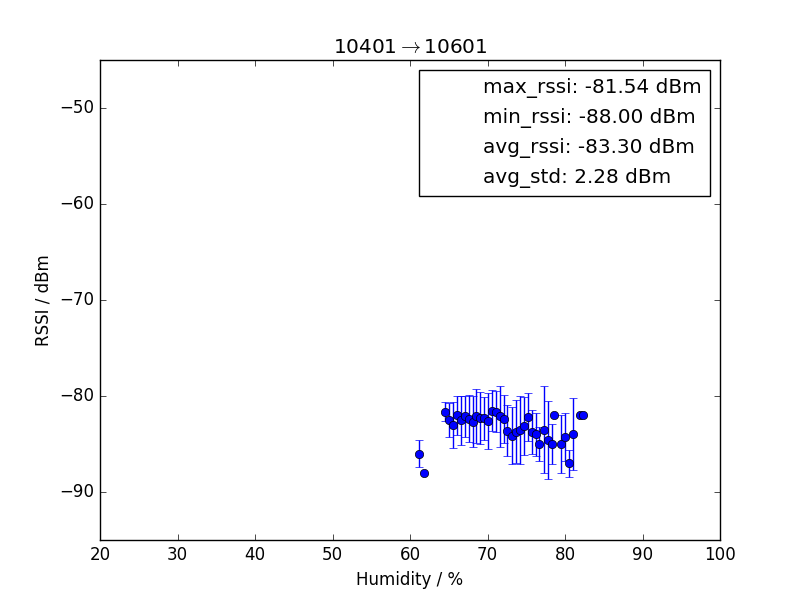 10401→10601
max_rssi: -81.54 dBm
min_rssi: -88.00 dBm
avg_rssi: -83.30 dBm
avg_std: 2.28 dBm
RSSI / dBm
−50
−60
−70
−80
−90
20 30 40 50 60 70 80 90 100
Humidity / %